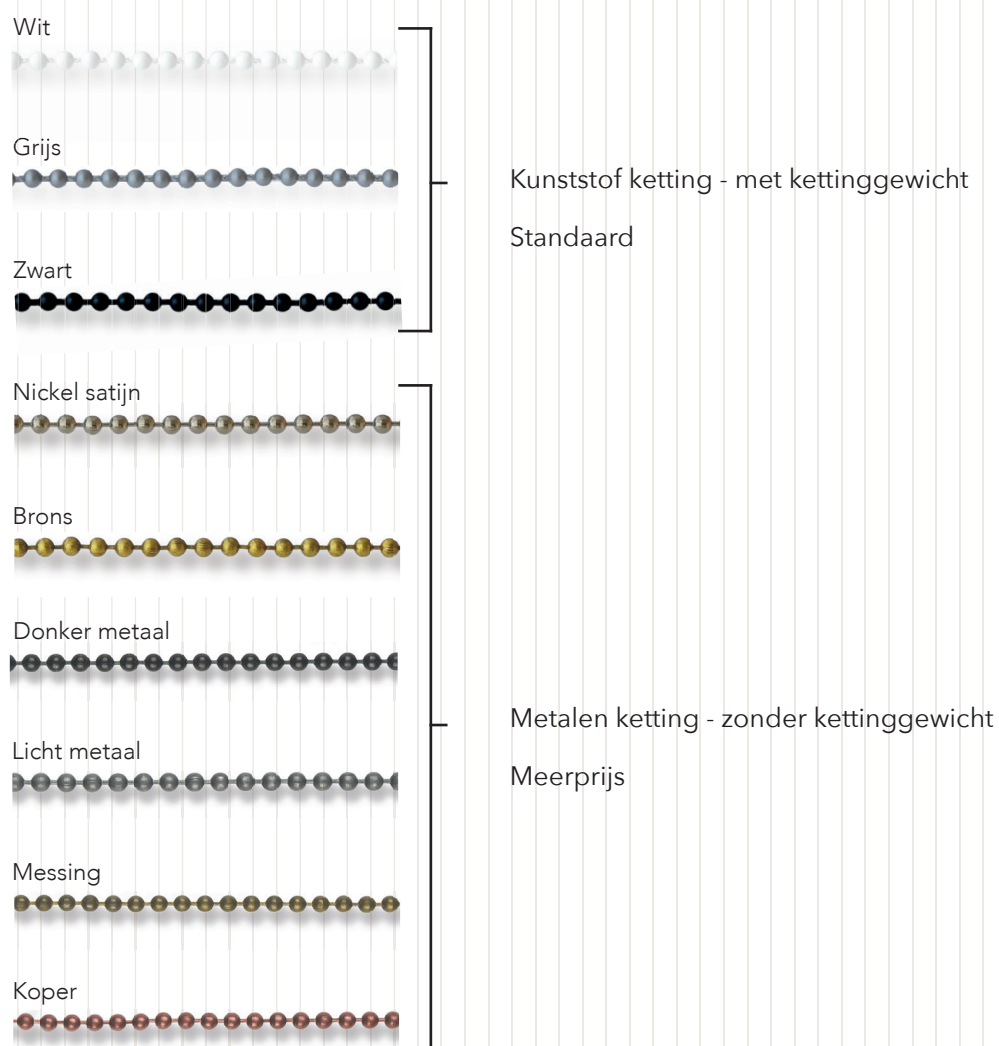 Wit
Grijs
Zwart
Kunststof ketting - met kettinggewicht
Standaard
Nickel satijn
Brons
Donker metaal
Licht metaal
Messing
Koper
Metalen ketting - zonder kettinggewicht
Meerprijs